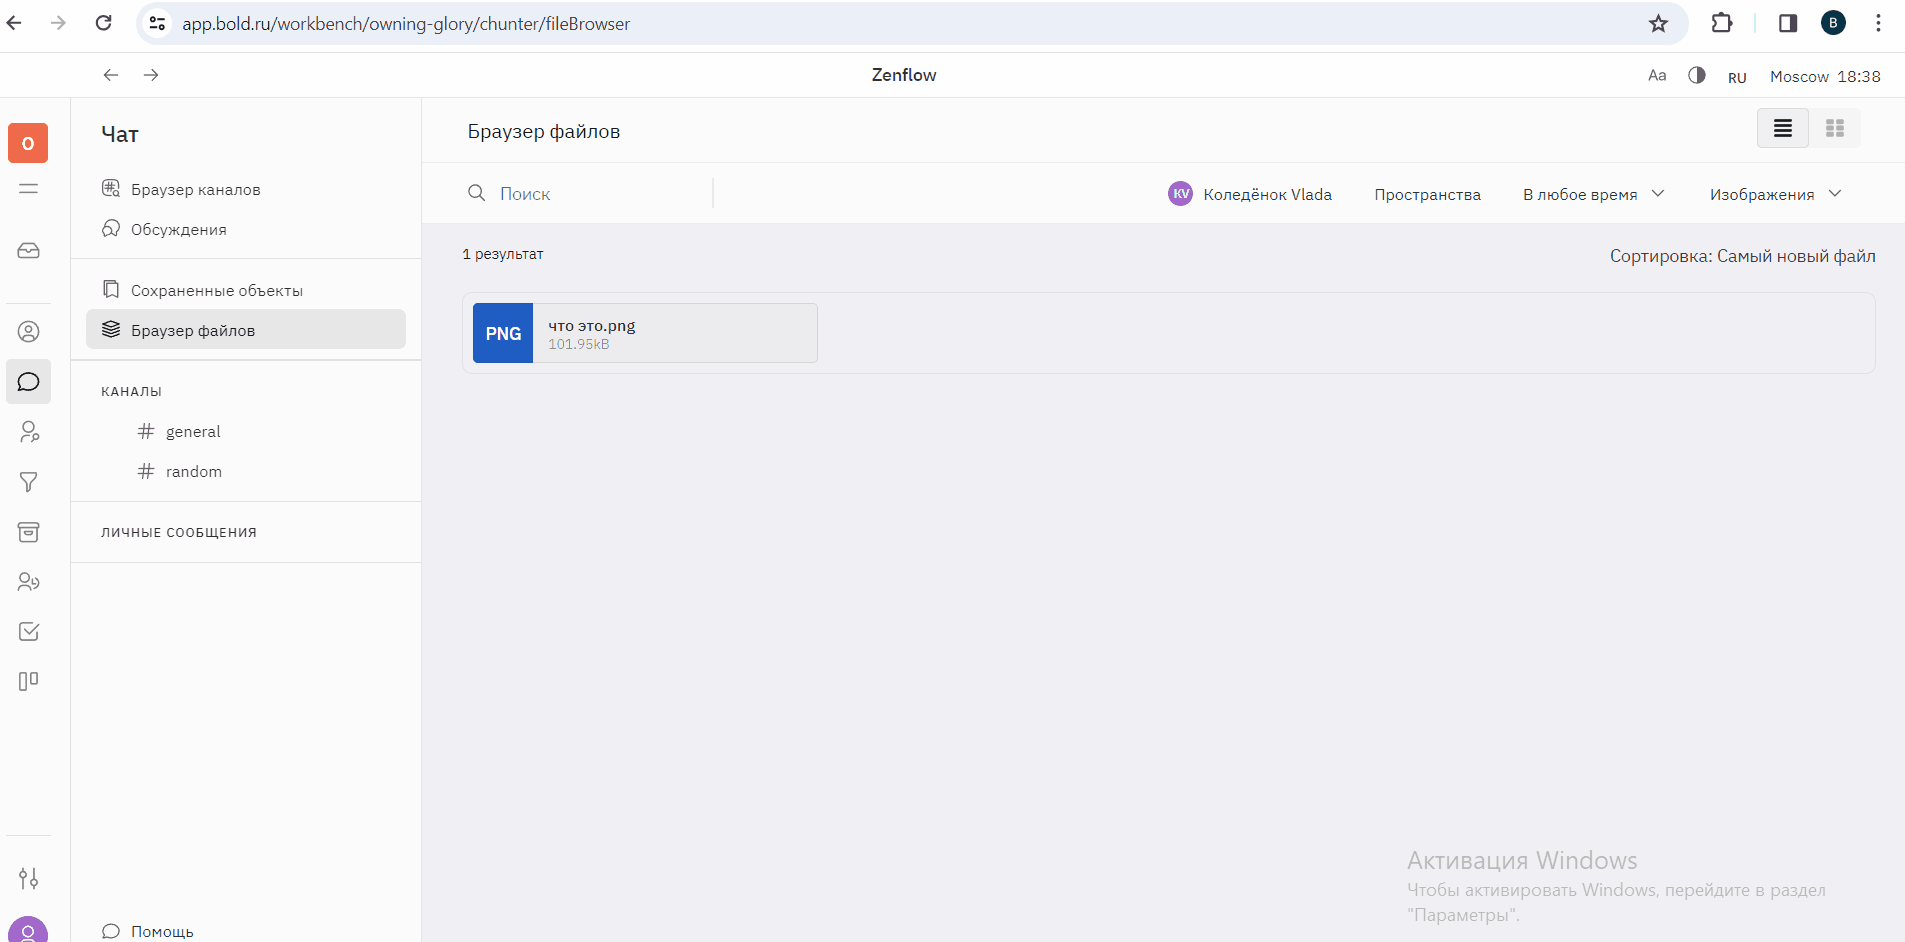 app.bold.ru/workbench/owning-glory/chunter/fileBrowser
B
Zenflow
Aa
RU
Moscow 18:38
O
Чат
Браузер каналов
Обсуждения
Сохраненные объекты
Браузер файлов
КАНАЛЫ
# general
# random
ЛИЧНЫЕ СООБЩЕНИЯ
Помощь
Браузер файлов
Поиск
KV Коледёнок Vlada
Пространства
В любое время
Изображения
1 результат
Сортировка: Самый новый файл
PNG
что это.png
101.95kB
Активация Windows
Чтобы активировать Windows, перейдите в раздел
"Параметры".